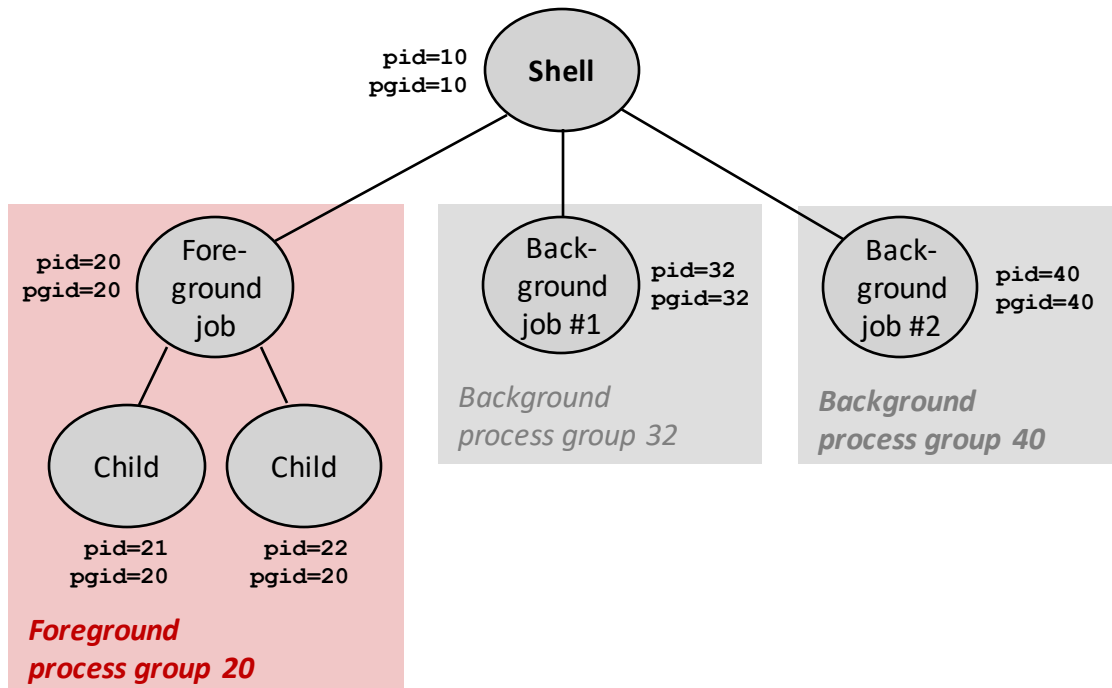 pid=10
pgid=10
Shell
pid=20
pgid=20
Fore-
ground
job
Back-
ground
job #1
pid=32
pgid=32
Back-
ground
job #2
pid=40
pgid=40
Background
process group 32
Background
process group 40
Child
Child
pid=21
pgid=20
pid=22
pgid=20
Foreground
process group 20